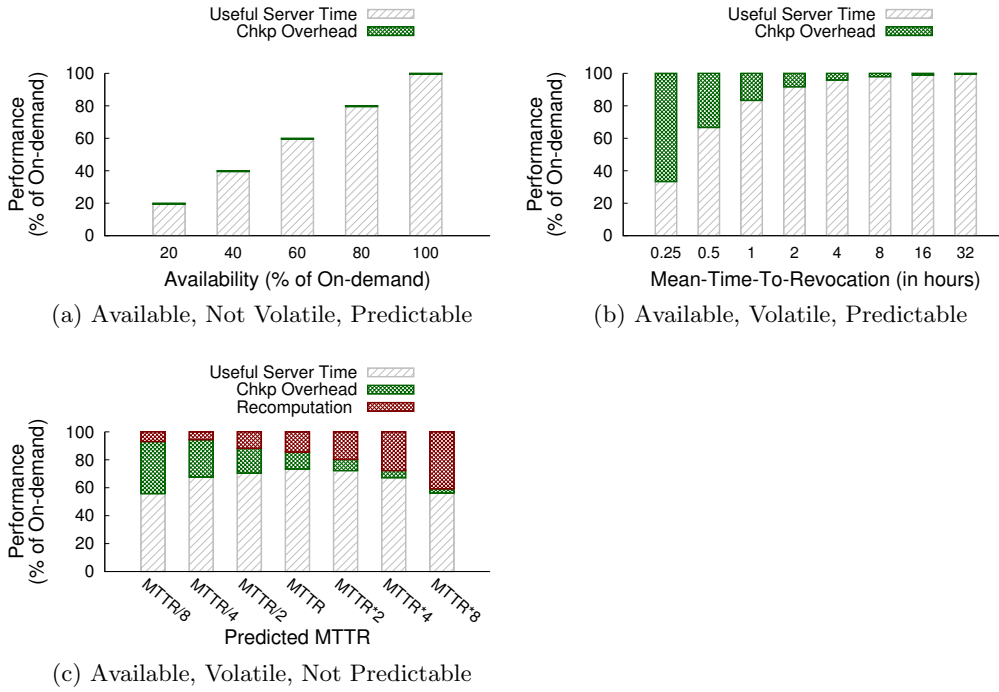 Useful Server Time
Chkp Overhead
Performance
(% of On-demand)
100
80
60
40
20
0
20 40 60 80 100
Availability (% of On-demand)
(a) Available, Not Volatile, Predictable
Useful Server Time
Chkp Overhead
Performance
(% of On-demand)
100
80
60
40
20
0
0.25 0.5 1 2 4 8 16 32
Mean-Time-To-Revocation (in hours)
(b) Available, Volatile, Predictable
Useful Server Time
Chkp Overhead
Recomputation
Performance
(% of On-demand)
100
80
60
40
20
0
MTTR/8 MTTR/4 MTTR/2 MTTR MTTR*2 MTTR*4 MTTR*8
Predicted MTTR
(c) Available, Volatile, Not Predictable